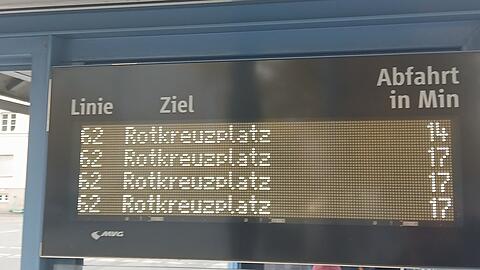 Linie Ziel Abfahrt in Min
62 Rotkreuzplatz 14
62 Rotkreuzplatz 17
62 Rotkreuzplatz 17
62 Rotkreuzplatz 17
MVG